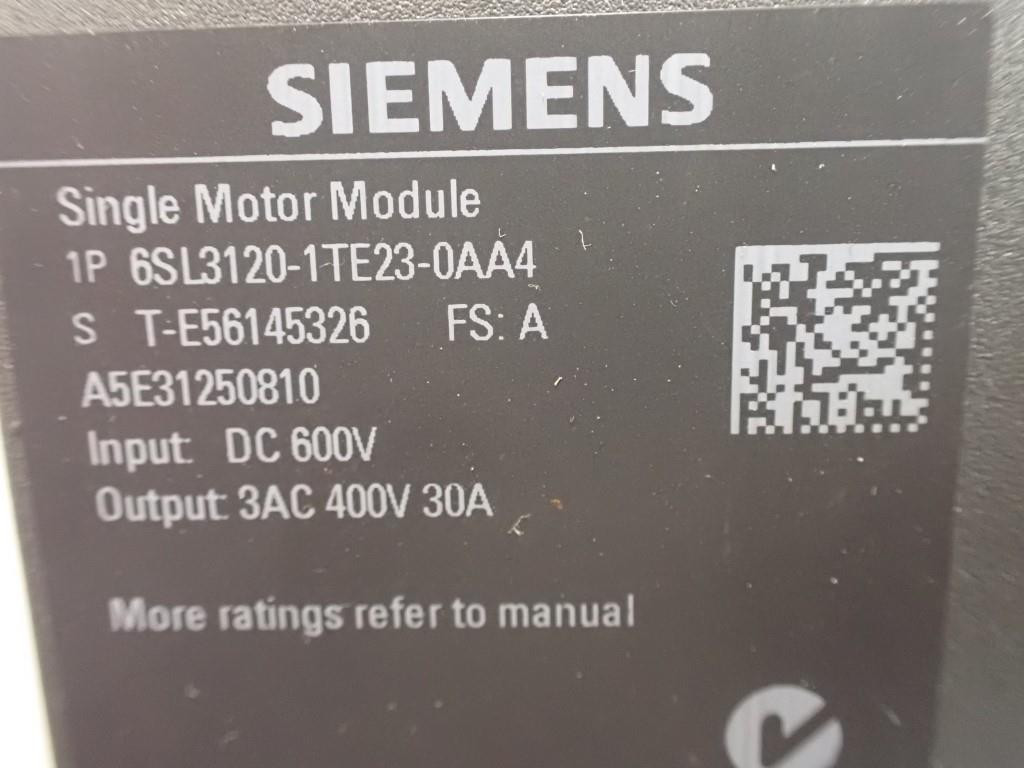 SIEMENS
Single Motor Module
1P 6SL3120-1TE23-0AA4
S T-E56145326 FS: A
A5E31250810
Input: DC 600V
Output: 3AC 400V 30A
More ratings refer to manual